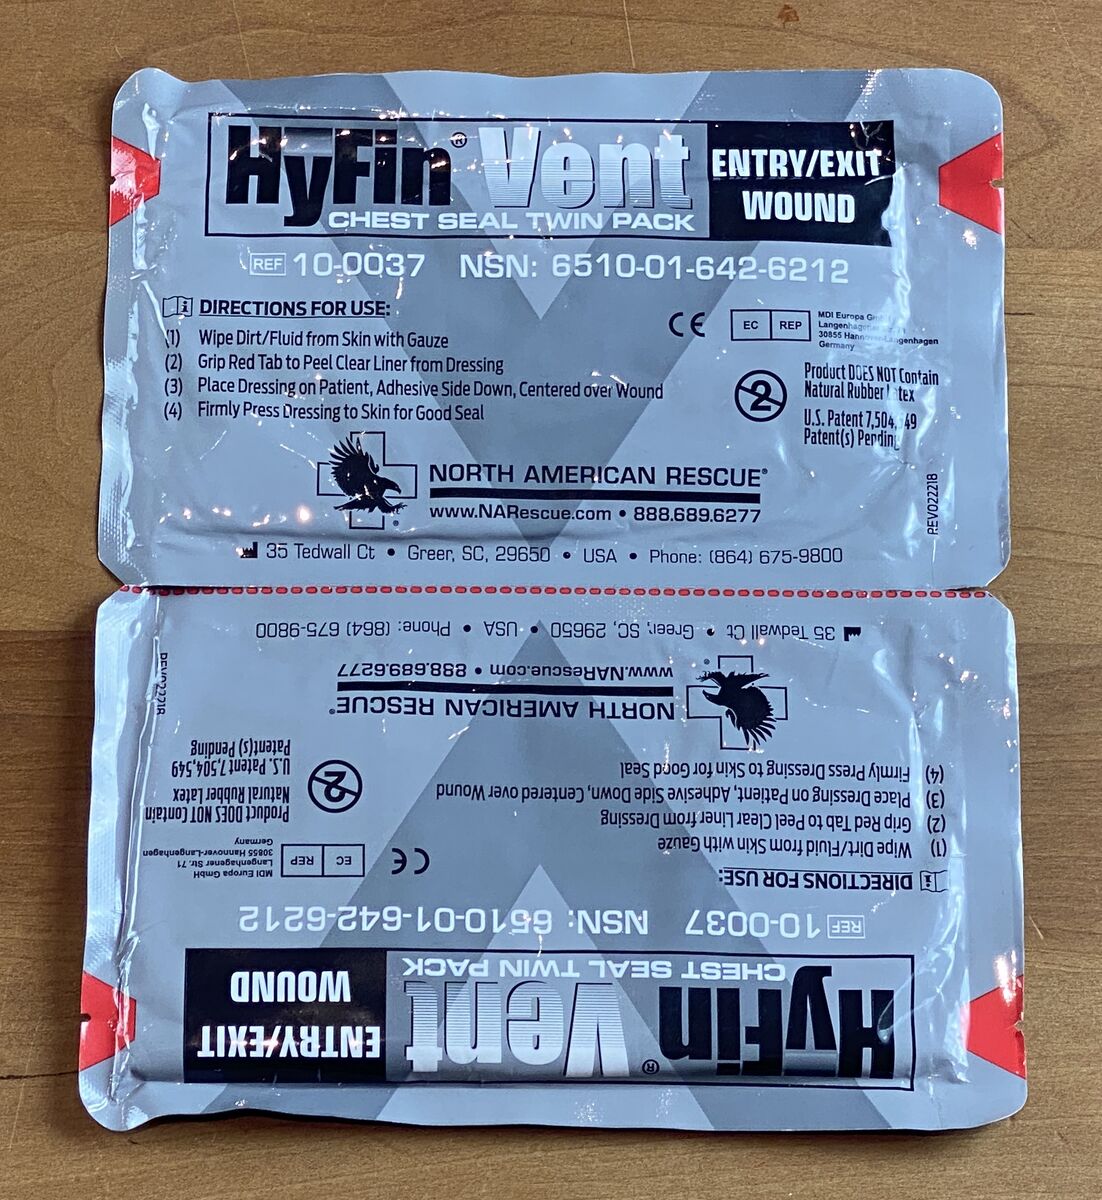 HyFin® Vent
CHEST SEAL TWIN PACK
ENTRY/EXIT
WOUND
REF 10-0037 NSN: 6510-01-642-6212
DIRECTIONS FOR USE:
(1) Wipe Dirt/Fluid from Skin with Gauze
(2) Grip Red Tab to Peel Clear Liner from Dressing
(3) Place Dressing on Patient, Adhesive Side Down, Centered over Wound
(4) Firmly Press Dressing to Skin for Good Seal
CE
EC REP
MDI Europa
Langenhagener
30855 Hannover-Langenhagen
Germany
2
Product DOES NOT Contain
Natural Rubber
U.S. Patent
Patent(s) Pending
NORTH AMERICAN RESCUE®
www.NARescue.com • 888.689.6277
®
REV022218
35 Tedwall Ct • Greer, SC, 29650 • USA • Phone: (864) 675-9800
HyFin® Vent
CHEST SEAL TWIN PACK
ENTRY/EXIT
WOUND
REF 10-0037 NSN: 6510-01-642-6212
DIRECTIONS FOR USE:
(1) Wipe Dirt/Fluid from Skin with Gauze
(2) Grip Red Tab to Peel Clear Liner from Dressing
(3) Place Dressing on Patient, Adhesive Side Down, Centered over Wound
(4) Firmly Press Dressing to Skin for Good Seal
CE
EC REP
MDI Europa GmbH
Langenhagener Str. 71
30855 Hannover-Langenhagen
Germany
2
Product DOES NOT Contain
Natural Rubber Latex
U.S. Patent 7,504,549
Patent(s) Pending
NORTH AMERICAN RESCUE®
www.NARescue.com • 888.689.6277
®
REV022218
35 Tedwall Ct • Greer, SC, 29650 • USA • Phone: (864) 675-9800